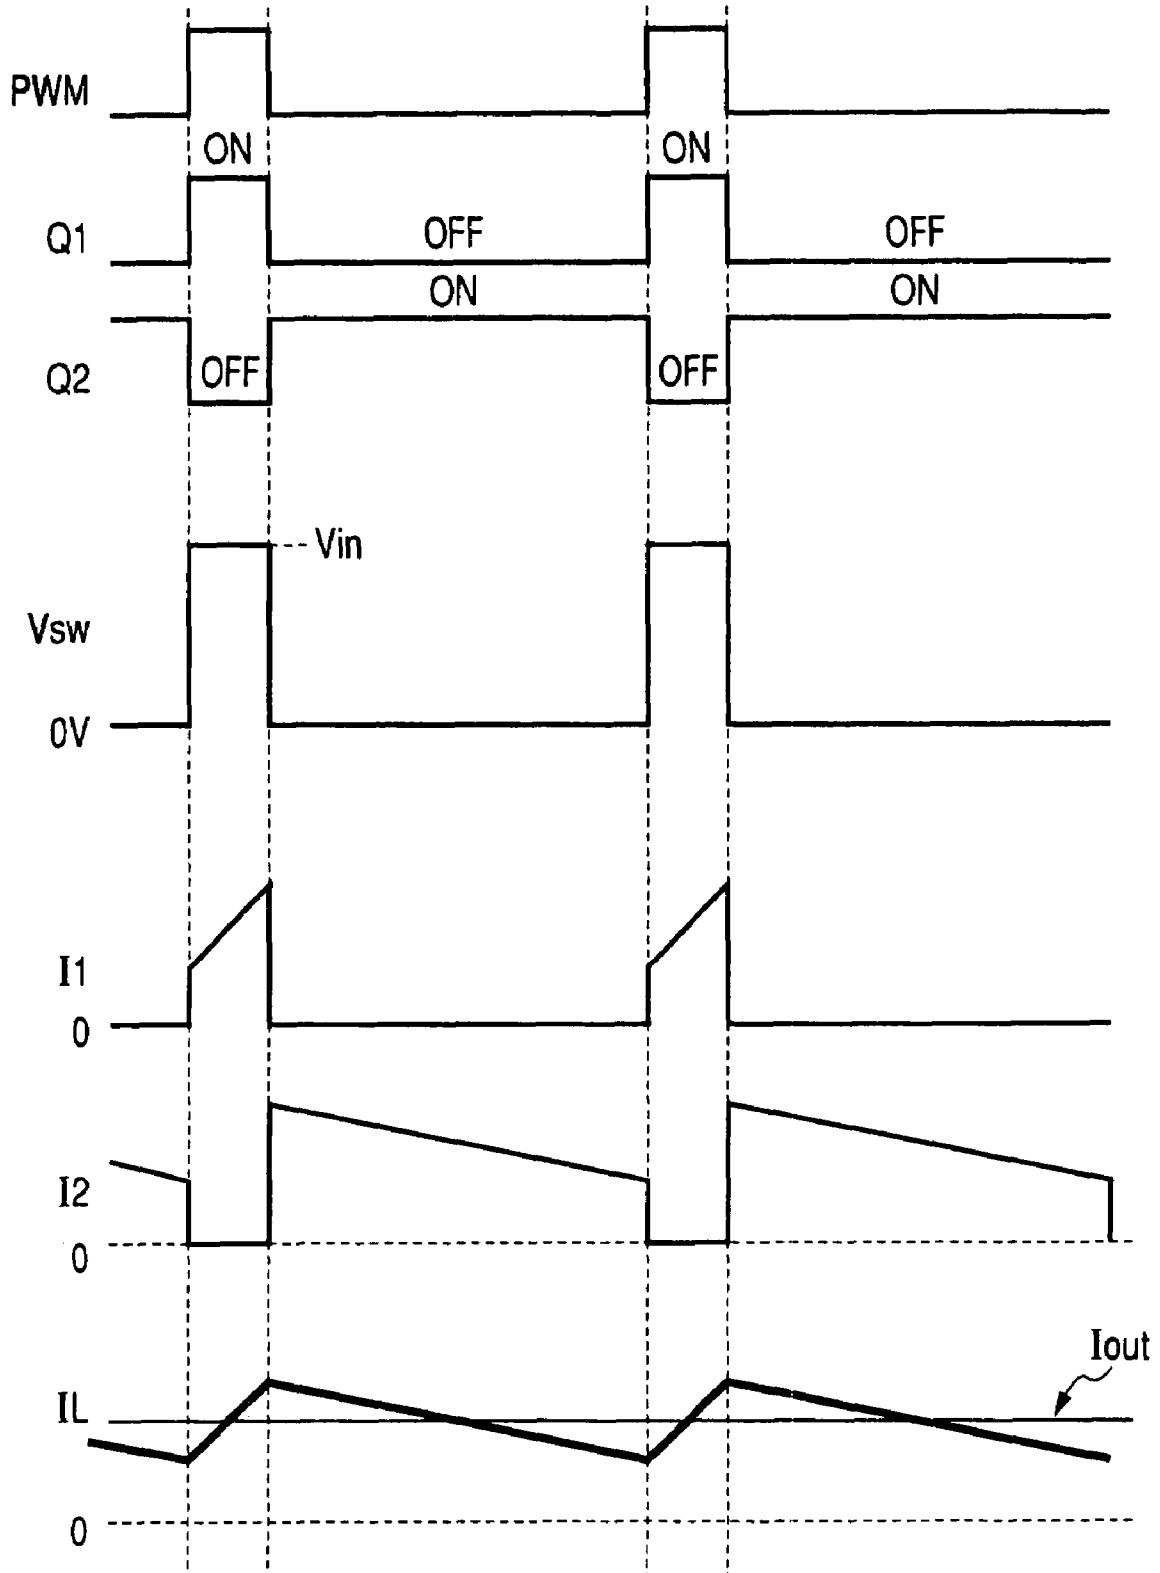 PWM
ON ON
Q1 OFF OFF
ON ON
Q2 OFF OFF
Vin
Vsw
0V
I1
0
I2
0
Iout
IL
0